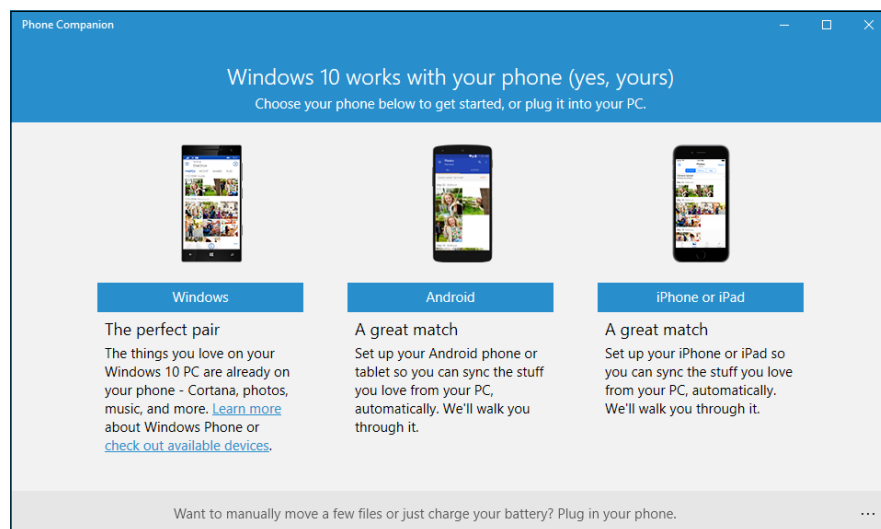 Phone Companion
Windows 10 works with your phone (yes, yours)
Choose your phone below to get started, or plug it into your PC.
Windows
The perfect pair
The things you love on your
Windows 10 PC are already on
your phone - Cortana, photos,
music, and more. Learn more
about Windows Phone or
check out available devices.
Android
A great match
Set up your Android phone or
tablet so you can sync the stuff
you love from your PC,
automatically. We'll walk you
through it.
iPhone or iPad
A great match
Set up your iPhone or iPad so
you can sync the stuff you love
from your PC, automatically.
We'll walk you through it.
Want to manually move a few files or just charge your battery? Plug in your phone.